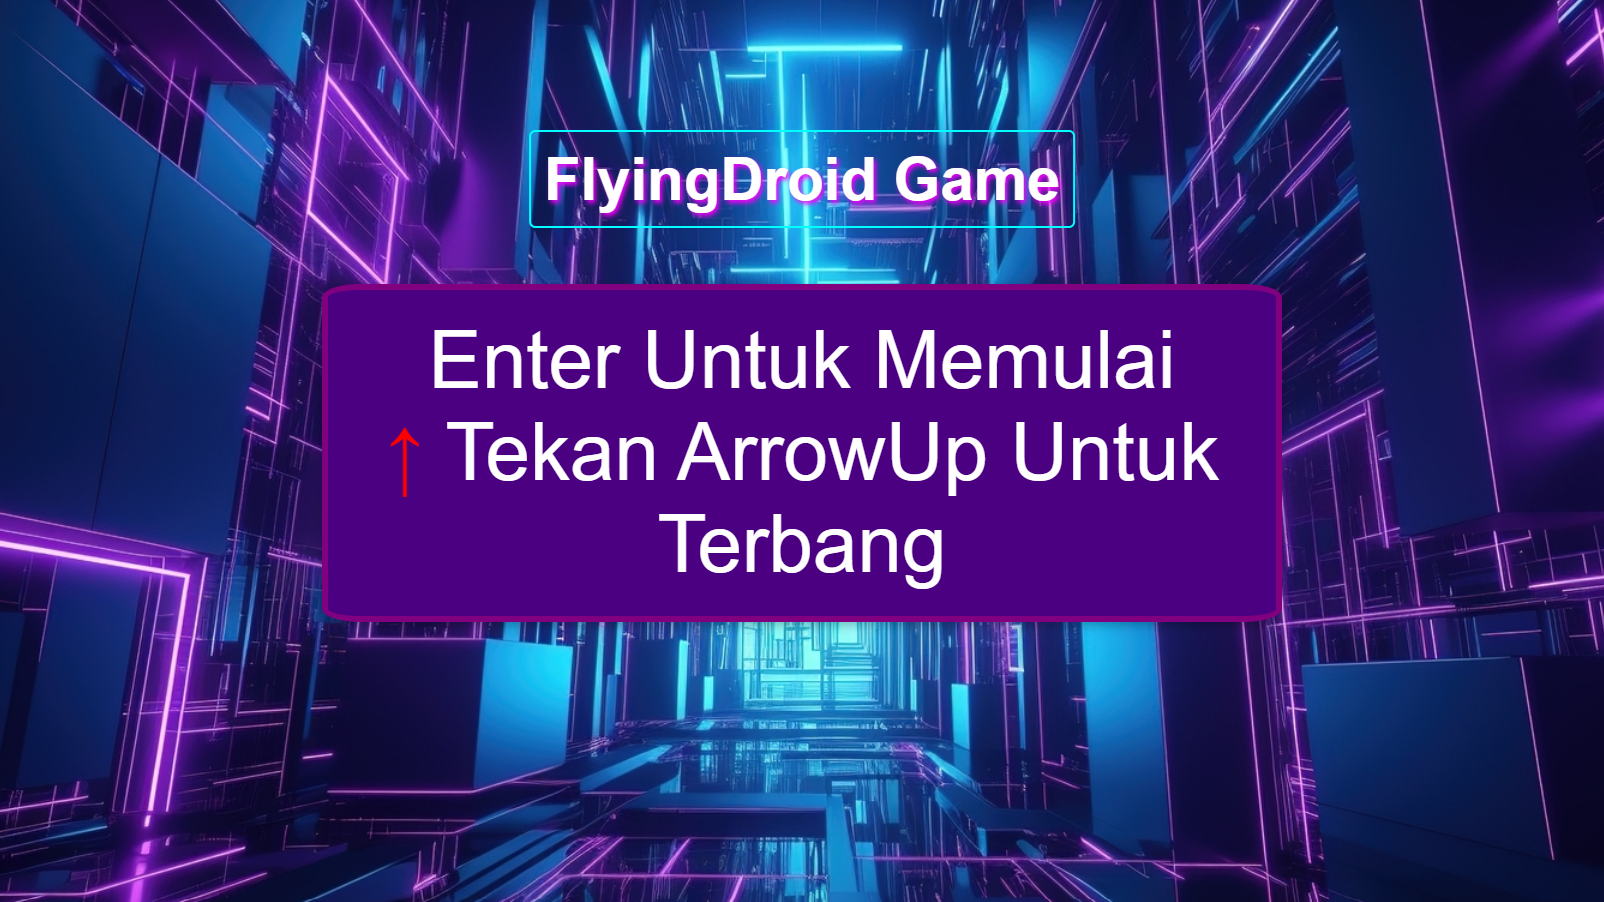 FlyingDroid Game
Enter Untuk Memulai
↑ Tekan ArrowUp Untuk
Terbang